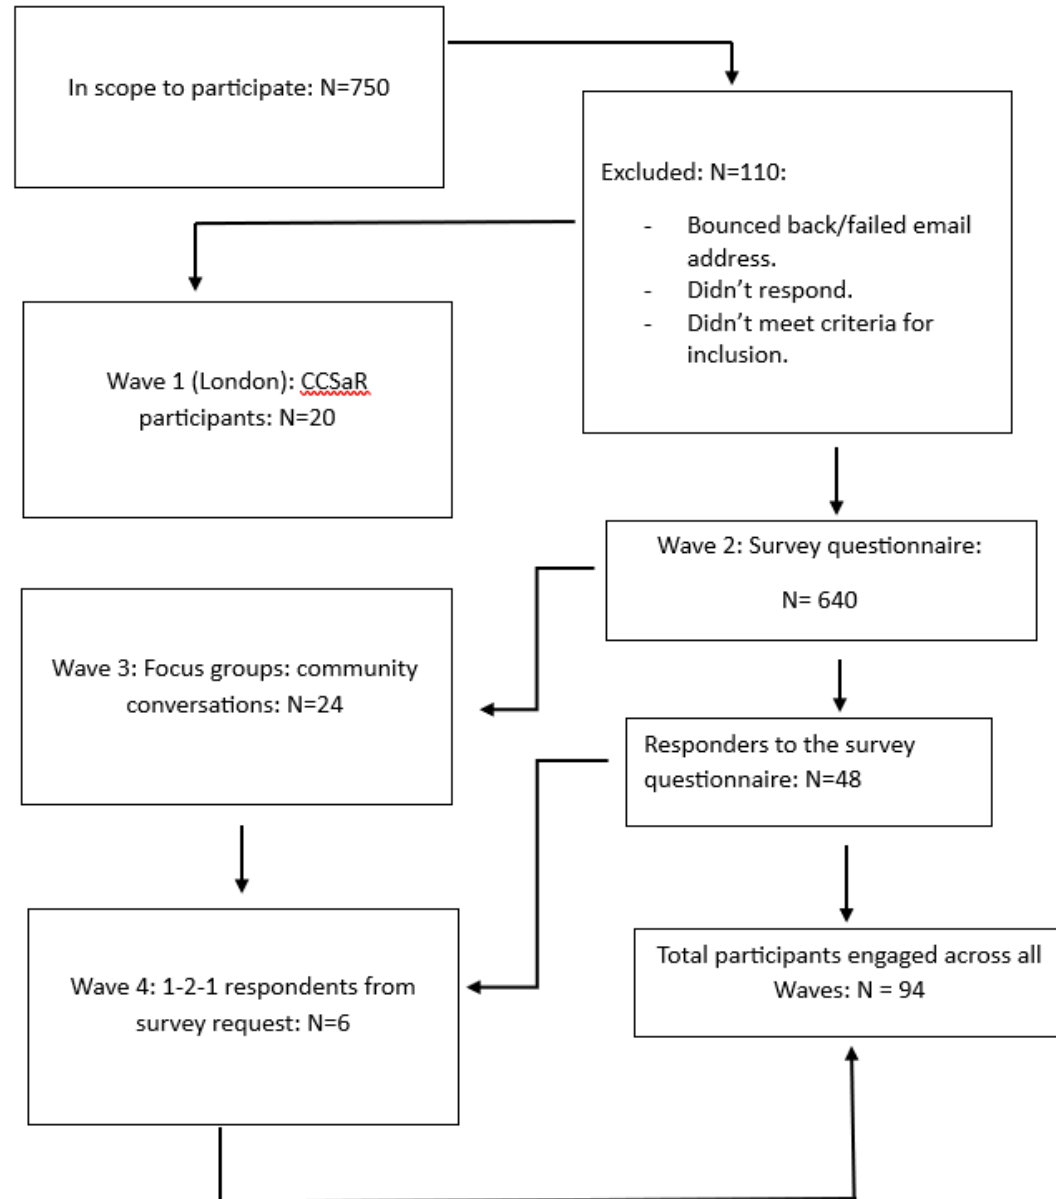 In scope to participate: N=750
Excluded: N=110:
- Bounced back/failed email
address.
- Didn't respond.
- Didn't meet criteria for
inclusion.
Wave 1 (London): CCSaR
participants: N=20
Wave 2: Survey questionnaire:
N= 640
Wave 3: Focus groups: community
conversations: N=24
Responders to the survey
questionnaire: N=48
Wave 4: 1-2-1 respondents from
survey request: N=6
Total participants engaged across all
Waves: N = 94